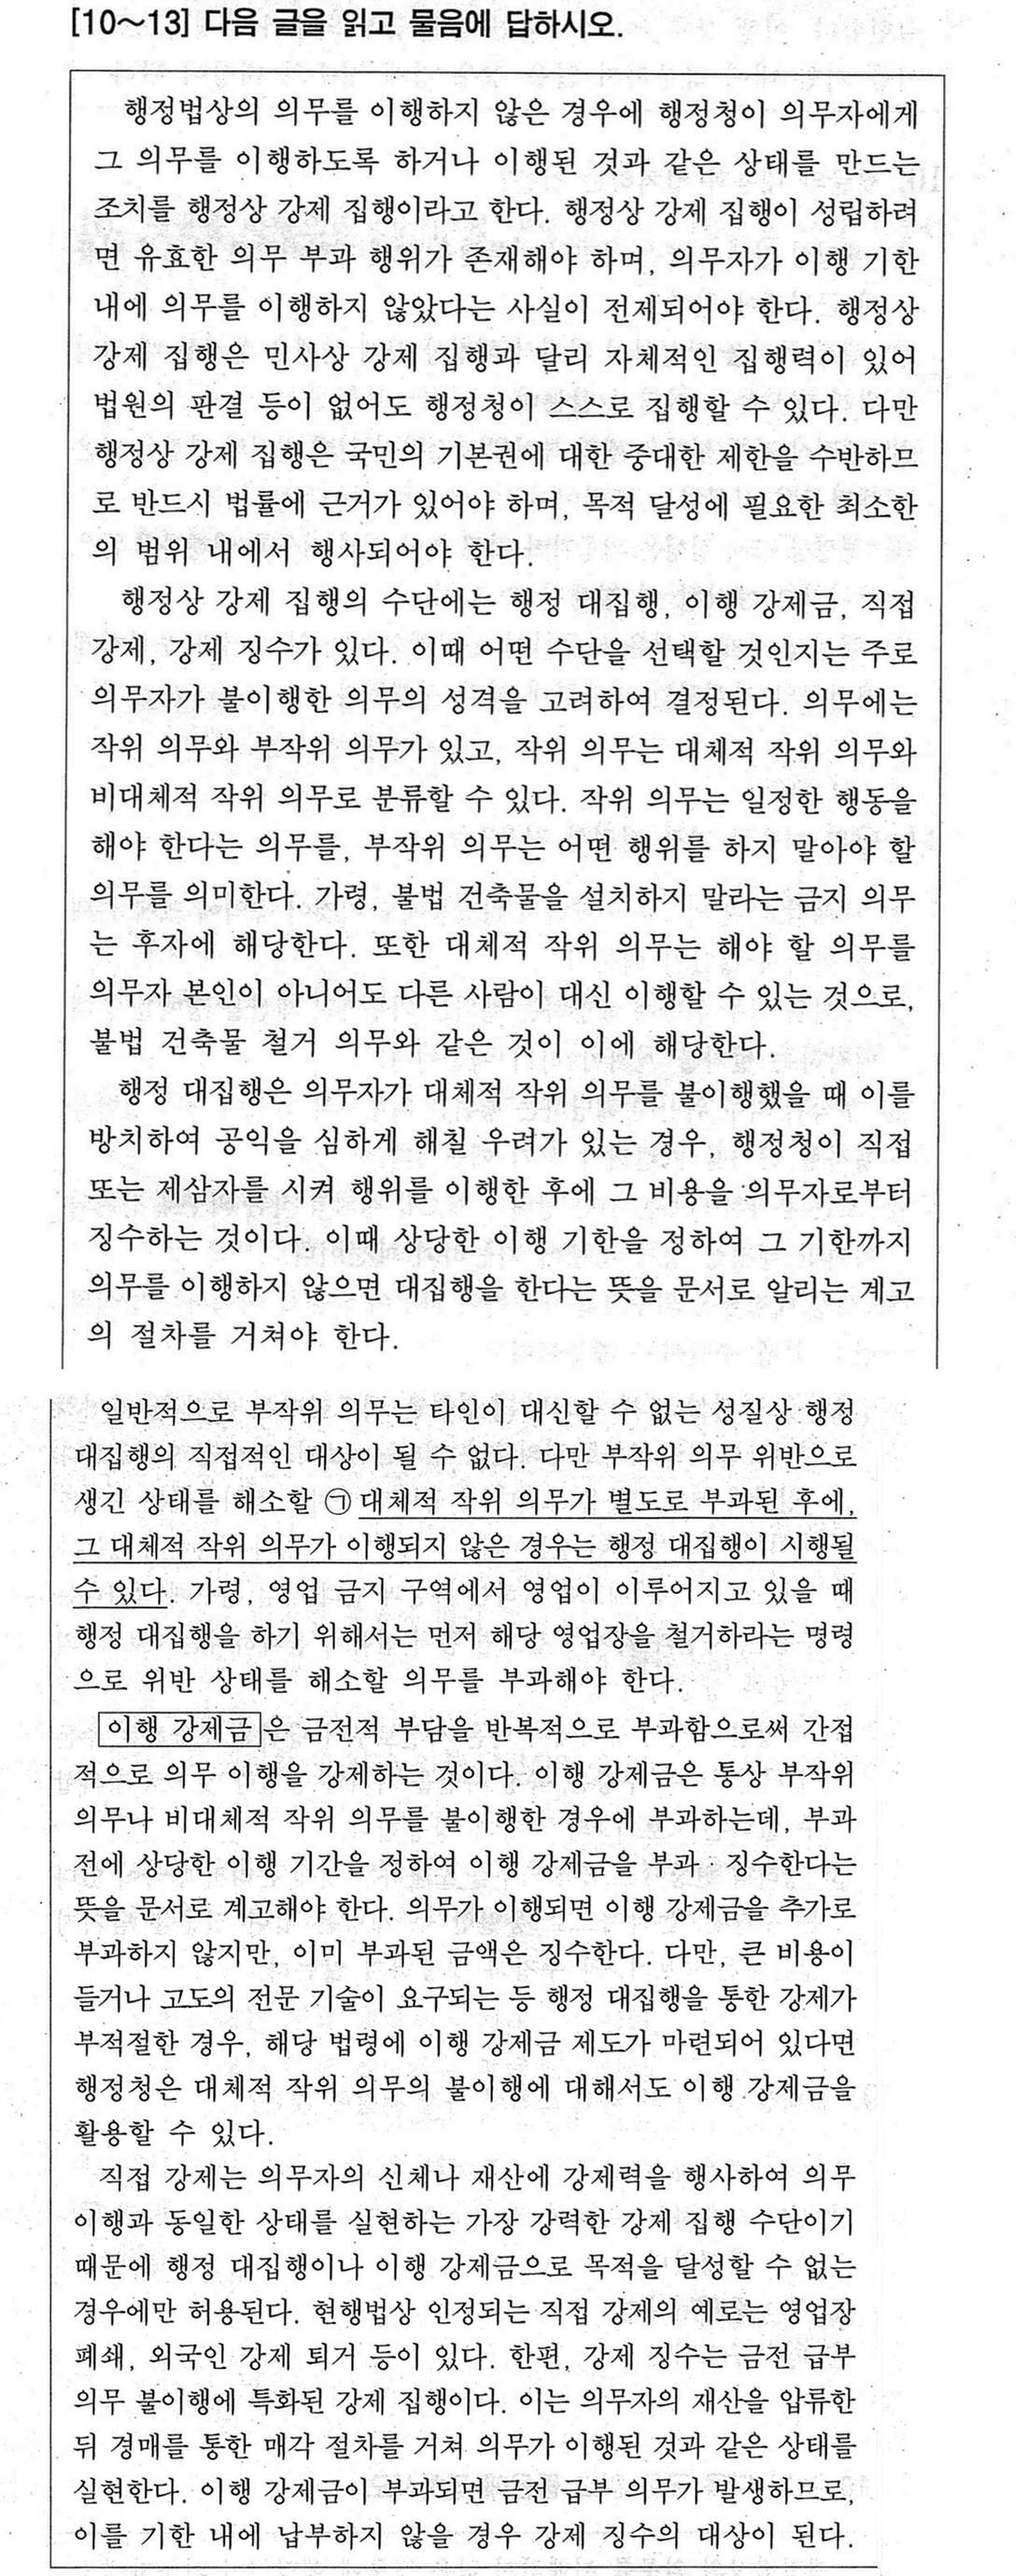 [10～13] 다음 글을 읽고 물음에 답하시오.
행정법상의 의무를 이행하지 않은 경우에 행정청이 의무자에게
그 의무를 이행하도록 하거나 이행된 것과 같은 상태를 만드는
조치를 행정상 강제 집행이라고 한다. 행정상 강제 집행이 성립하려
면 유효한 의무 부과 행위가 존재해야 하며, 의무자가 이행 기한
내에 의무를 이행하지 않았다는 사실이 전제되어야 한다. 행정상
강제 집행은 민사상 강제 집행과 달리 자체적인 집행력이 있어
법원의 판결 등이 없어도 행정청이 스스로 집행할 수 있다. 다만
행정상 강제 집행은 국민의 기본권에 대한 중대한 제한을 수반하므
로 반드시 법률에 근거가 있어야 하며, 목적 달성에 필요한 최소한
의 범위 내에서 행사되어야 한다.
행정상 강제 집행의 수단에는 행정 대집행, 이행 강제금, 직접
강제, 강제 징수가 있다. 이때 어떤 수단을 선택할 것인지는 주로
의무자가 불이행한 의무의 성격을 고려하여 결정된다. 의무에는
작위 의무와 부작위 의무가 있고, 작위 의무는 대체적 작위 의무와
비대체적 작위 의무로 분류할 수 있다. 작위 의무는 일정한 행동을
해야 한다는 의무를, 부작위 의무는 어떤 행위를 하지 말아야 할
의무를 의미한다. 가령, 불법 건축물을 설치하지 말라는 금지 의무
는 후자에 해당한다. 또한 대체적 작위 의무는 해야 할 의무를
의무자 본인이 아니어도 다른 사람이 대신 이행할 수 있는 것으로,
불법 건축물 철거 의무와 같은 것이 이에 해당한다.
행정 대집행은 의무자가 대체적 작위 의무를 불이행했을 때 이를
방치하여 공익을 심하게 해칠 우려가 있는 경우, 행정청이 직접
또는 제삼자를 시켜 행위를 이행한 후에 그 비용을 의무자로부터
징수하는 것이다. 이때 상당한 이행 기한을 정하여 그 기한까지
의무를 이행하지 않으면 대집행을 한다는 뜻을 문서로 알리는 계고
의 절차를 거쳐야 한다.
일반적으로 부작위 의무는 타인이 대신할 수 없는 성질상 행정
대집행의 직접적인 대상이 될 수 없다. 다만 부작위 의무 위반으로
생긴 상태를 해소할 ㉠ 대체적 작위 의무가 별도로 부과된 후에,
그 대체적 작위 의무가 이행되지 않은 경우는 행정 대집행이 시행될
수 있다. 가령, 영업 금지 구역에서 영업이 이루어지고 있을 때
행정 대집행을 하기 위해서는 먼저 해당 영업장을 철거하라는 명령
으로 위반 상태를 해소할 의무를 부과해야 한다.
이행 강제금은 금전적 부담을 반복적으로 부과함으로써 간접
적으로 의무 이행을 강제하는 것이다. 이행 강제금은 통상 부작위
의무나 비대체적 작위 의무를 불이행한 경우에 부과하는데, 부과
전에 상당한 이행 기간을 정하여 이행 강제금을 부과·징수한다는
뜻을 문서로 계고해야 한다. 의무가 이행되면 이행 강제금을 추가로
부과하지 않지만, 이미 부과된 금액은 징수한다. 다만, 큰 비용이
들거나 고도의 전문 기술이 요구되는 등 행정 대집행을 통한 강제가
부적절한 경우, 해당 법령에 이행 강제금 제도가 마련되어 있다면
행정청은 대체적 작위 의무의 불이행에 대해서도 이행 강제금을
활용할 수 있다.
직접 강제는 의무자의 신체나 재산에 강제력을 행사하여 의무
이행과 동일한 상태를 실현하는 가장 강력한 강제 집행 수단이기
때문에 행정 대집행이나 이행 강제금으로 목적을 달성할 수 없는
경우에만 허용된다. 현행법상 인정되는 직접 강제의 예로는 영업장
폐쇄, 외국인 강제 퇴거 등이 있다. 한편, 강제 징수는 금전 급부
의무 불이행에 특화된 강제 집행이다. 이는 의무자의 재산을 압류한
뒤 경매를 통한 매각 절차를 거쳐 의무가 이행된 것과 같은 상태를
실현한다. 이행 강제금이 부과되면 금전 급부 의무가 발생하므로,
이를 기한 내에 납부하지 않을 경우 강제 징수의 대상이 된다.